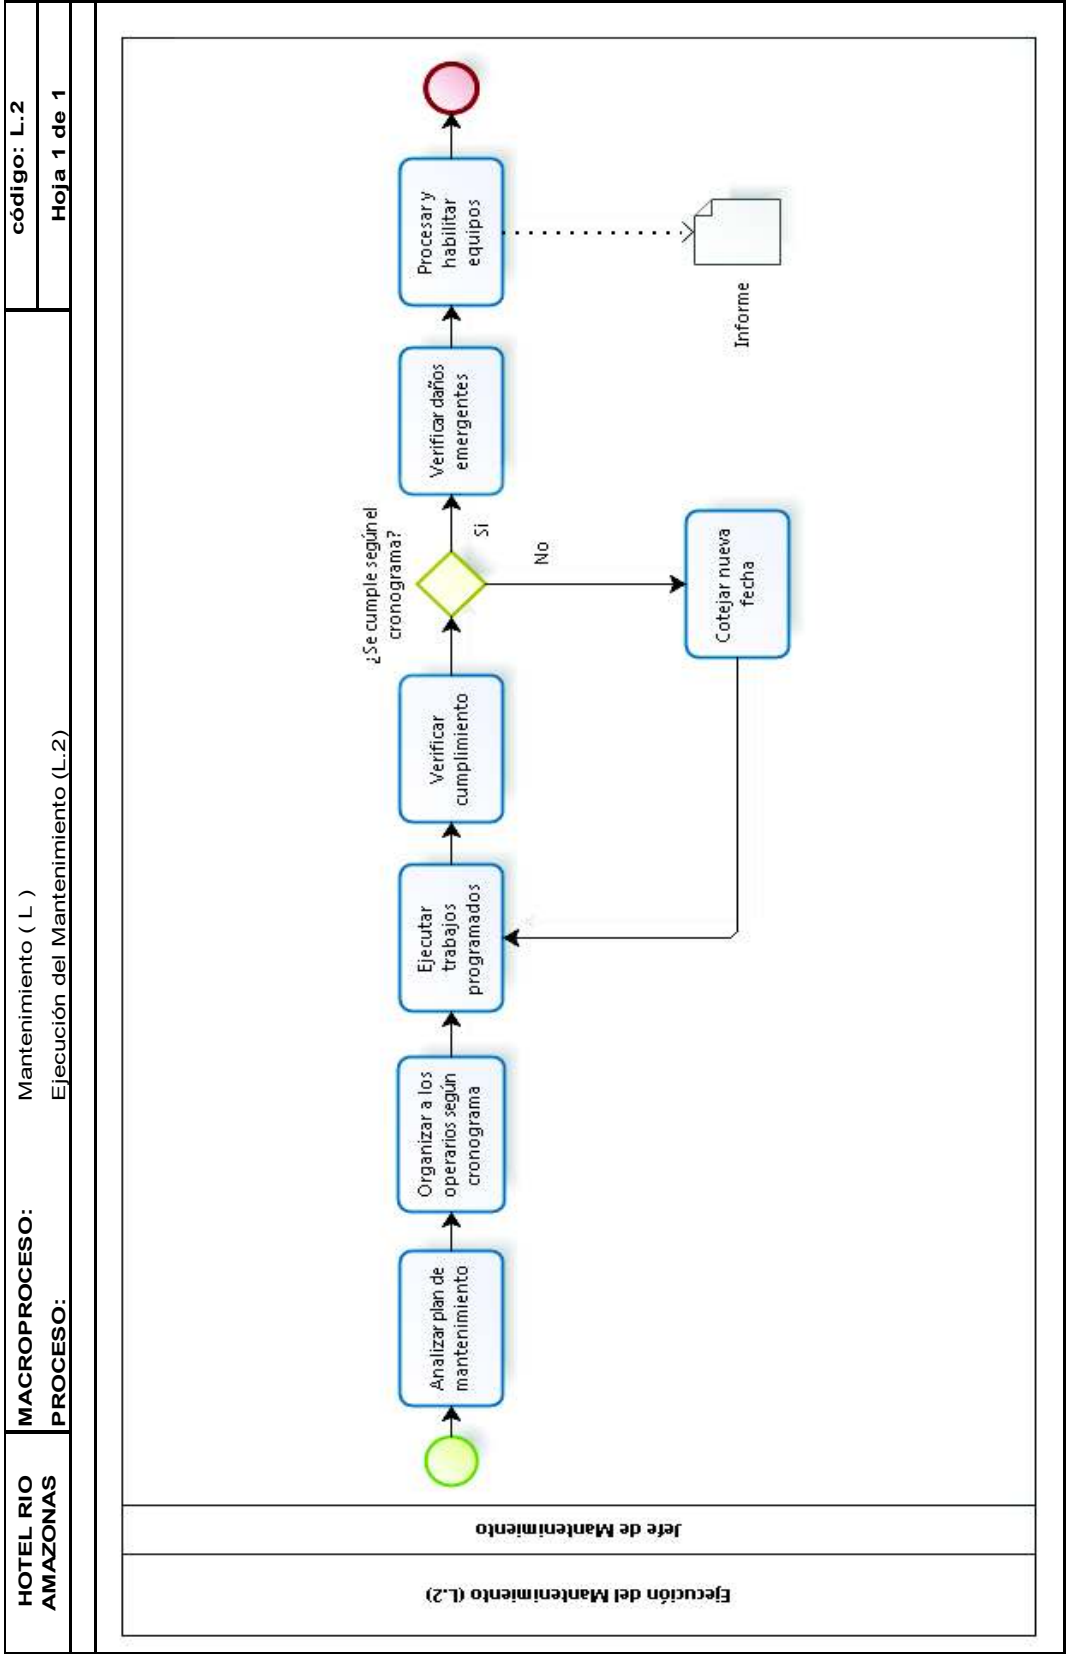 HOTEL RIO
AMAZONAS
MACROPROCESO:
Mantenimiento ( L )
código: L.2
PROCESO:
Ejecución del Mantenimiento (L.2)
Hoja 1 de 1
Ejecución del Mantenimiento (L.2)
Jefe de Mantenimiento
Analizar plan de
mantenimiento
Organizar a los
operarios según
cronograma
Ejecutar
trabajos
programados
Verificar
cumplimiento
¿Se cumple según el
cronograma?
Si
No
Cotejar nueva
fecha
Verificar daños
emergentes
Procesar y
habilitar
equipos
Informe